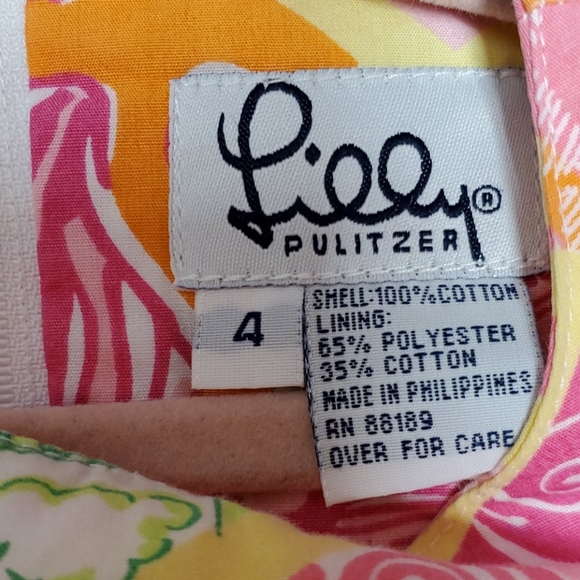 Lilly®
PULITZER
4
SHELL:100%COTTON
LINING:
65% POLYESTER
35% COTTON
MADE IN PHILIPPINES
RN 88189
OVER FOR CARE